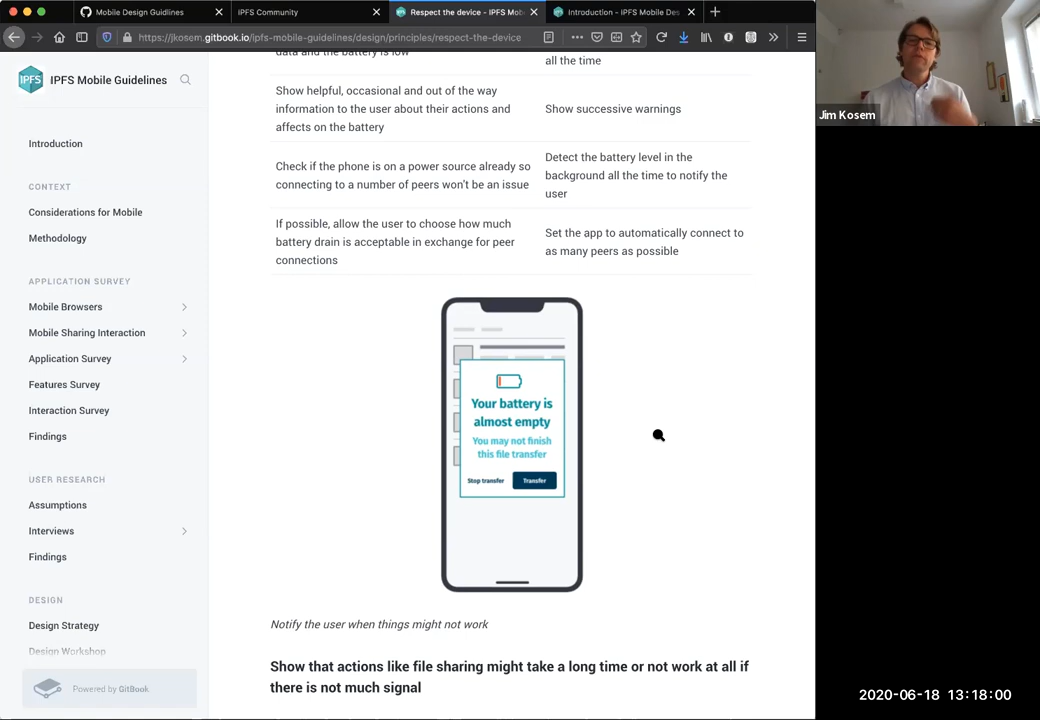 Mobile Design Guidlines
IPFS Community
Respect the device - IPFS Mob
Introduction - IPFS Mobile Des
https://jkosem.gitbook.io/ipfs-mobile-guidelines/design/principles/respect-the-device
IPFS
IPFS Mobile Guidelines
Introduction
CONTEXT
Considerations for Mobile
Methodology
APPLICATION SURVEY
Mobile Browsers
Mobile Sharing Interaction
Application Survey
Features Survey
Interaction Survey
Findings
USER RESEARCH
Assumptions
Interviews
Findings
DESIGN
Design Strategy
Design Workshop
Powered by GitBook
data and the battery is low
all the time
Show helpful, occasional and out of the way
information to the user about their actions and
affects on the battery
Show successive warnings
Check if the phone is on a power source already so
connecting to a number of peers won't be an issue
Detect the battery level in the
background all the time to notify the
user
If possible, allow the user to choose how much
battery drain is acceptable in exchange for peer
connections
Set the app to automatically connect to
as many peers as possible
Your battery is
almost empty
You may not finish
this file transfer
Stop transfer
Transfer
Notify the user when things might not work
Show that actions like file sharing might take a long time or not work at all if
there is not much signal
Jim Kosem
2020-06-18 13:18:00